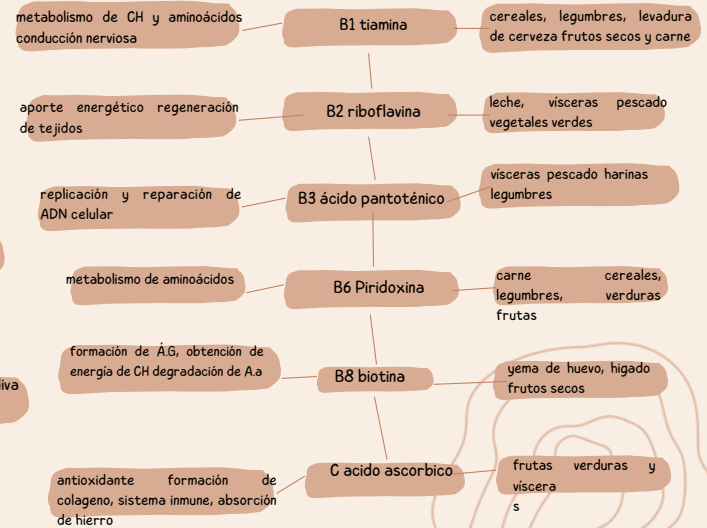 metabolismo de CH y aminoácidos
conducción nerviosa
B1 tiamina
cereales, legumbres, levadura
de cerveza frutos secos y carne
aporte energético regeneración
de tejidos
B2 riboflavina
leche, vísceras pescado
vegetales verdes
replicación y reparación de
ADN celular
B3 ácido pantoténico
vísceras pescado harinas
legumbres
metabolismo de aminoácidos
B6 Piridoxina
carne cereales,
legumbres, verduras
frutas
formación de Á.G, obtención de
energía de CH degradación de A.a
B8 biotina
yema de huevo, higado
frutos secos
antioxidante formación de
colageno, sistema inmune, absorción
de hierro
C acido ascorbico
frutas verduras y
víscera
s